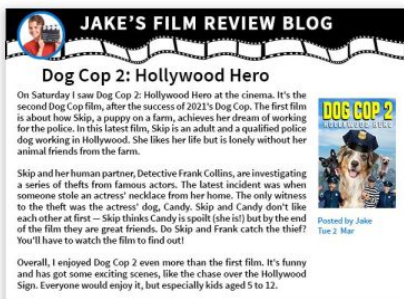 JAKE'S FILM REVIEW BLOG
Dog Cop 2: Hollywood Hero
On Saturday I saw Dog Cop 2: Hollywood Hero at the cinema. It's the
second Dog Cop film, after the success of 2021's Dog Cop. The first film
is about how Skip, a puppy on a farm, achieves her dream of working
for the police. In this latest film, Skip is an adult and a qualified police
dog working in Hollywood. She likes her life but is lonely without her
animal friends from the farm.
Skip and her human partner, Detective Frank Collins, are investigating
a series of thefts from famous actors. The latest incident was when
someone stole an actress' necklace from her home. The only witness
to the theft was the actress' dog, Candy. Skip and Candy don't like
each other at first — Skip thinks Candy is spoilt (she is!) but by the end
of the film they are great friends. Do Skip and Frank catch the thief?
You'll have to watch the film to find out!
Overall, I enjoyed Dog Cop 2 even more than the first film. It's funny
and has got some exciting scenes, like the chase over the Hollywood
Sign. Everyone would enjoy it, but especially kids aged 5 to 12.
DOG COP 2
HOLLYWOOD HERO
Posted by Jake
Tue 2 Mar